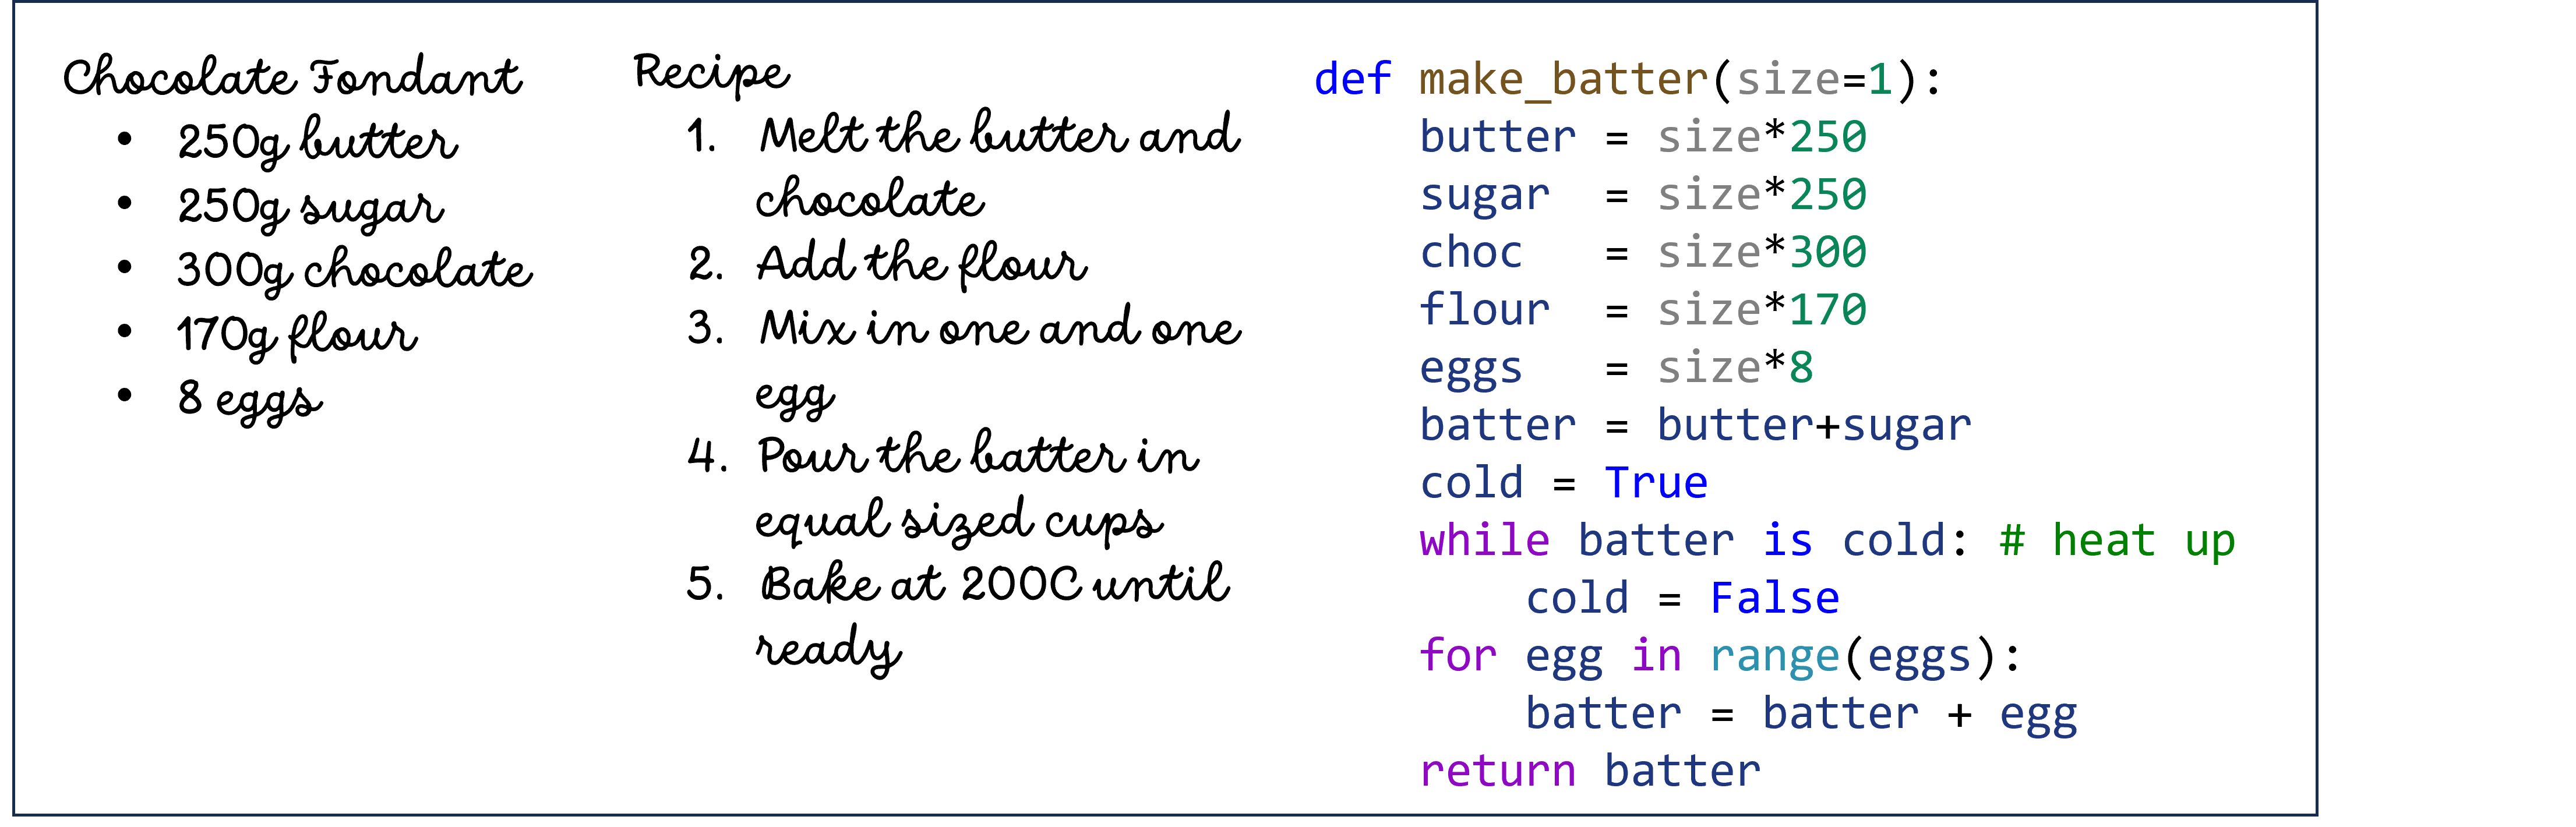 Chocolate Fondant
• 250g butter
• 250g sugar
• 300g chocolate
• 170g flour
• 8 eggs
Recipe
1. Melt the butter and
chocolate
2. Add the flour
3. Mix in one and one
egg
4. Pour the batter in
equal sized cups
5. Bake at 200C until
ready
def make_batter(size=1):
    butter = size*250
    sugar  = size*250
    choc   = size*300
    flour  = size*170
    eggs   = size*8
    batter = butter+sugar
    cold = True
    while batter is cold: # heat up
        cold = False
    for egg in range(eggs):
        batter = batter + egg
    return batter